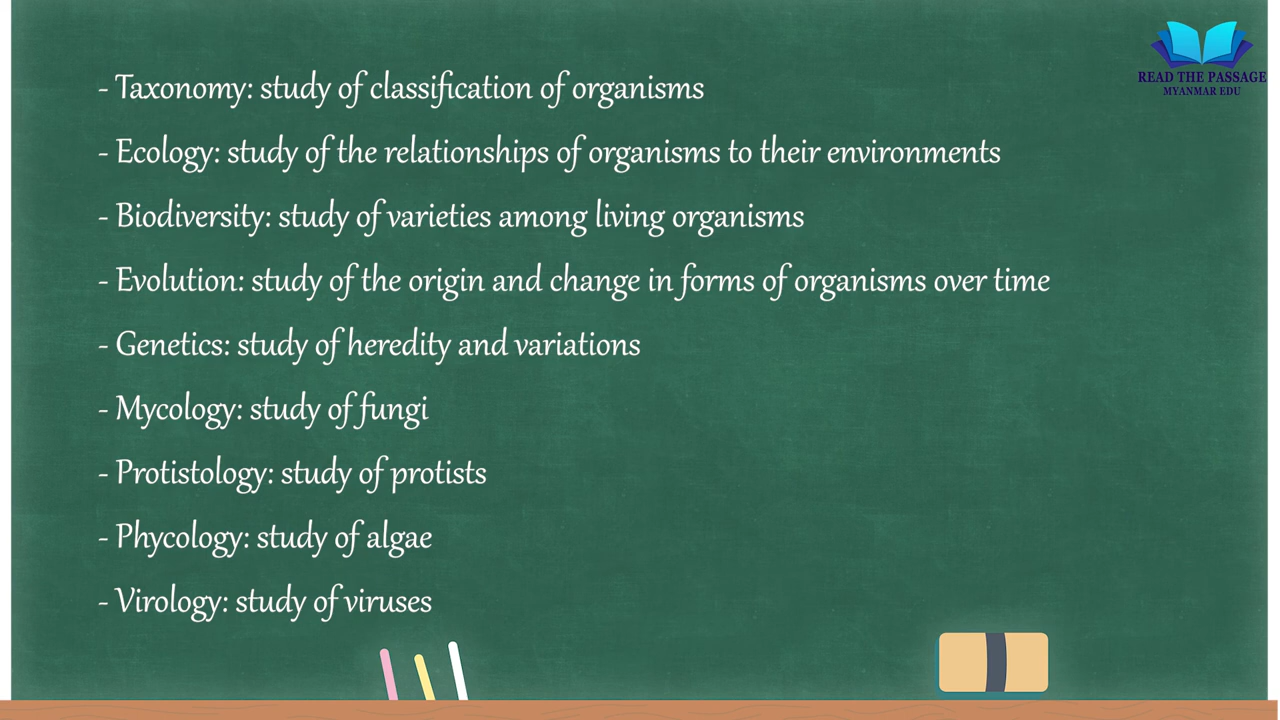 - Taxonomy: study of classification of organisms
- Ecology: study of the relationships of organisms to their environments
- Biodiversity: study of varieties among living organisms
- Evolution: study of the origin and change in forms of organisms over time
- Genetics: study of heredity and variations
- Mycology: study of fungi
- Protistology: study of protists
- Phycology: study of algae
- Virology: study of viruses
READ THE PASSAGE
MYANMAR EDU